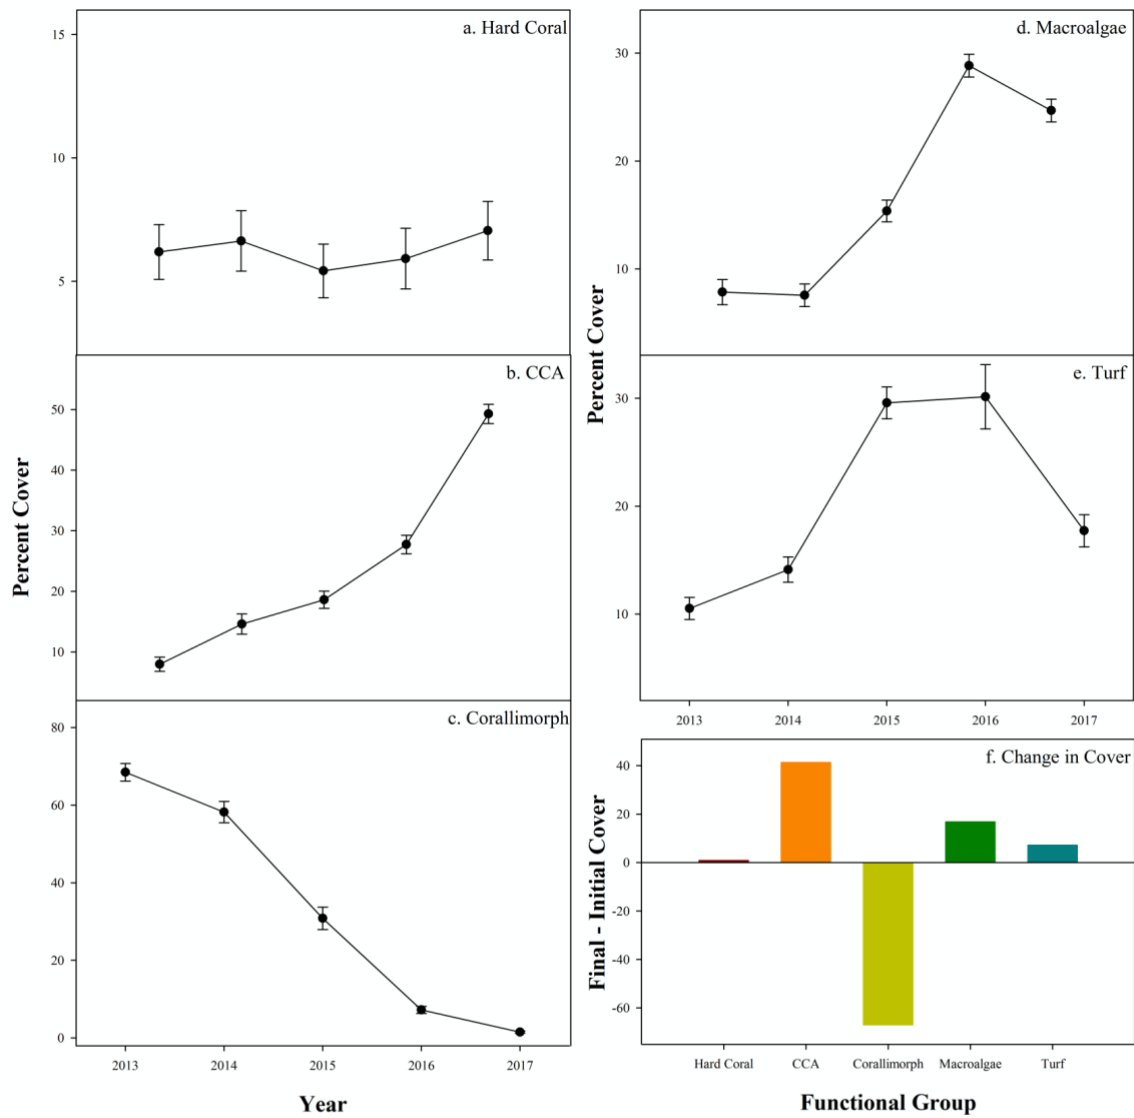 a. Hard Coral
15
10
5
b. CCA
50
40
30
20
10
c. Corallimorph
80
60
40
20
0
2013 2014 2015 2016 2017
Percent Cover
Year
d. Macroalgae
30
20
10
e. Turf
30
20
10
2013 2014 2015 2016 2017
Percent Cover
f. Change in Cover
40
20
0
-20
-40
-60
Hard Coral CCA Corallimorph Macroalgae Turf
Final - Initial Cover
Functional Group